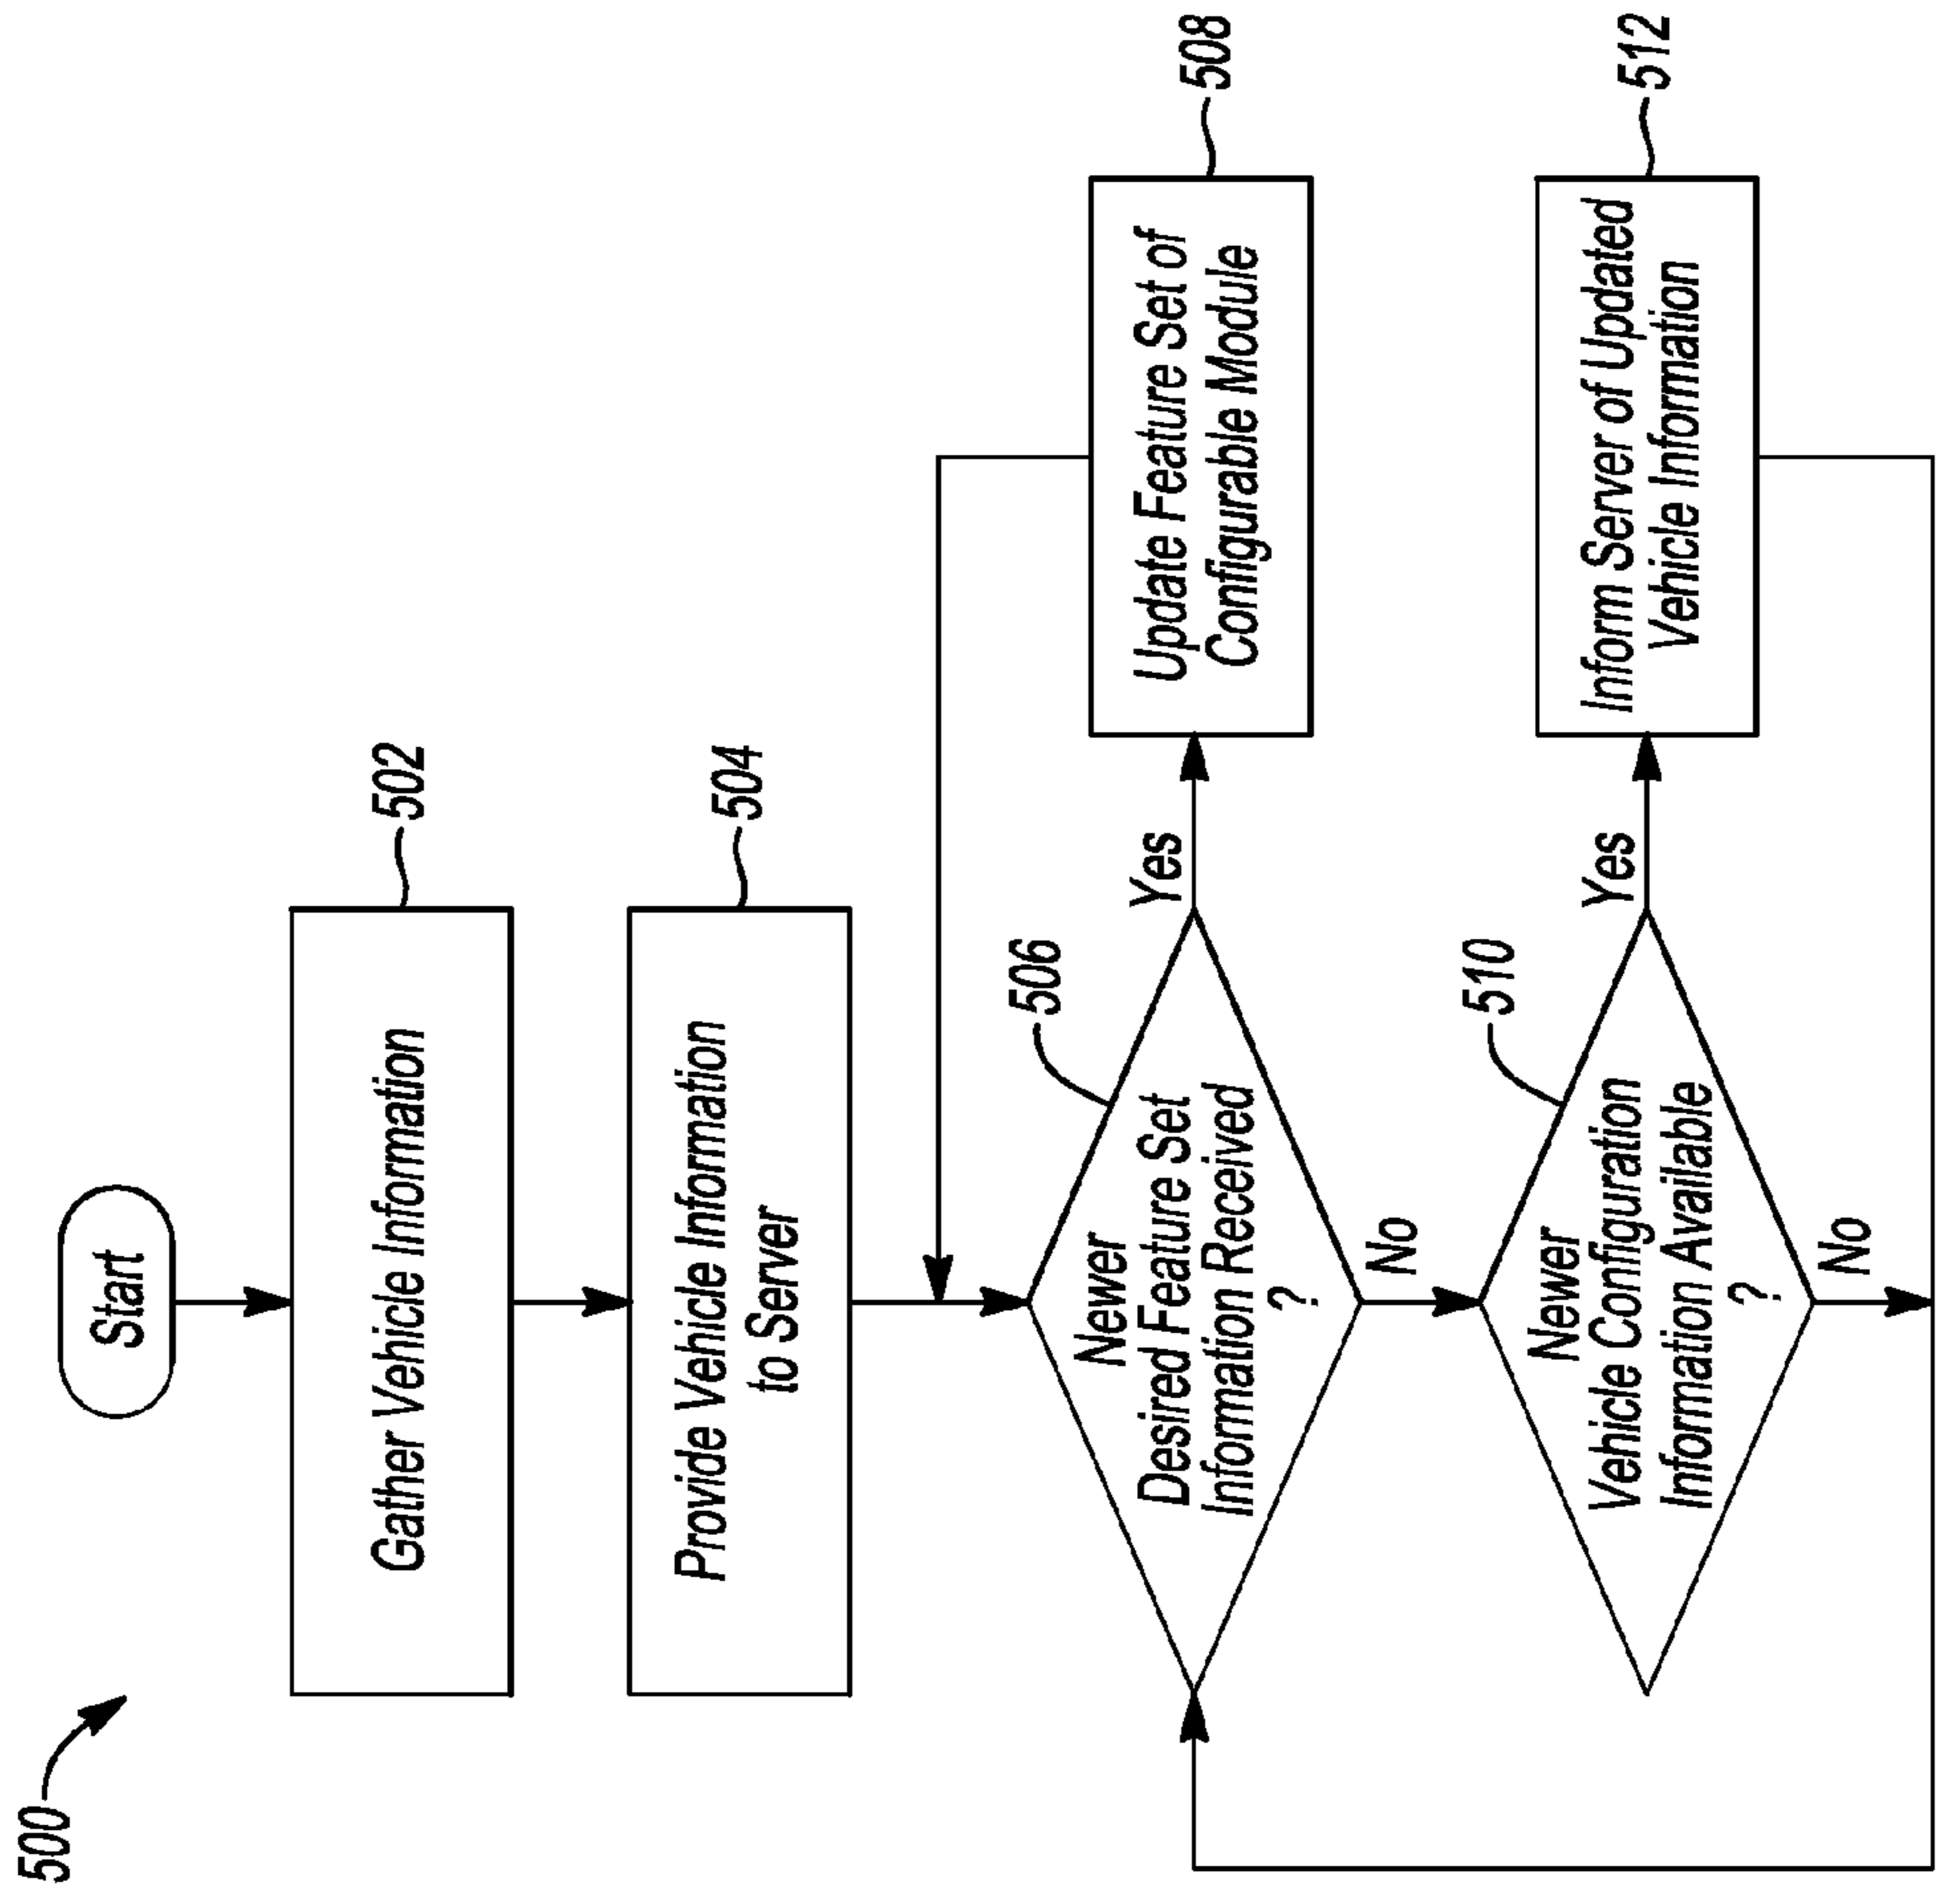 500
Start
Gather Vehicle Information
502
Provide Vehicle Information
to Server
504
Newer
Desired Feature Set
Information Received
?
506
Yes
Update Feature Set of
Configurable Module
508
No
Newer
Vehicle Configuration
Information Available
?
510
Yes
Inform Server of Updated
Vehicle Information
512
No